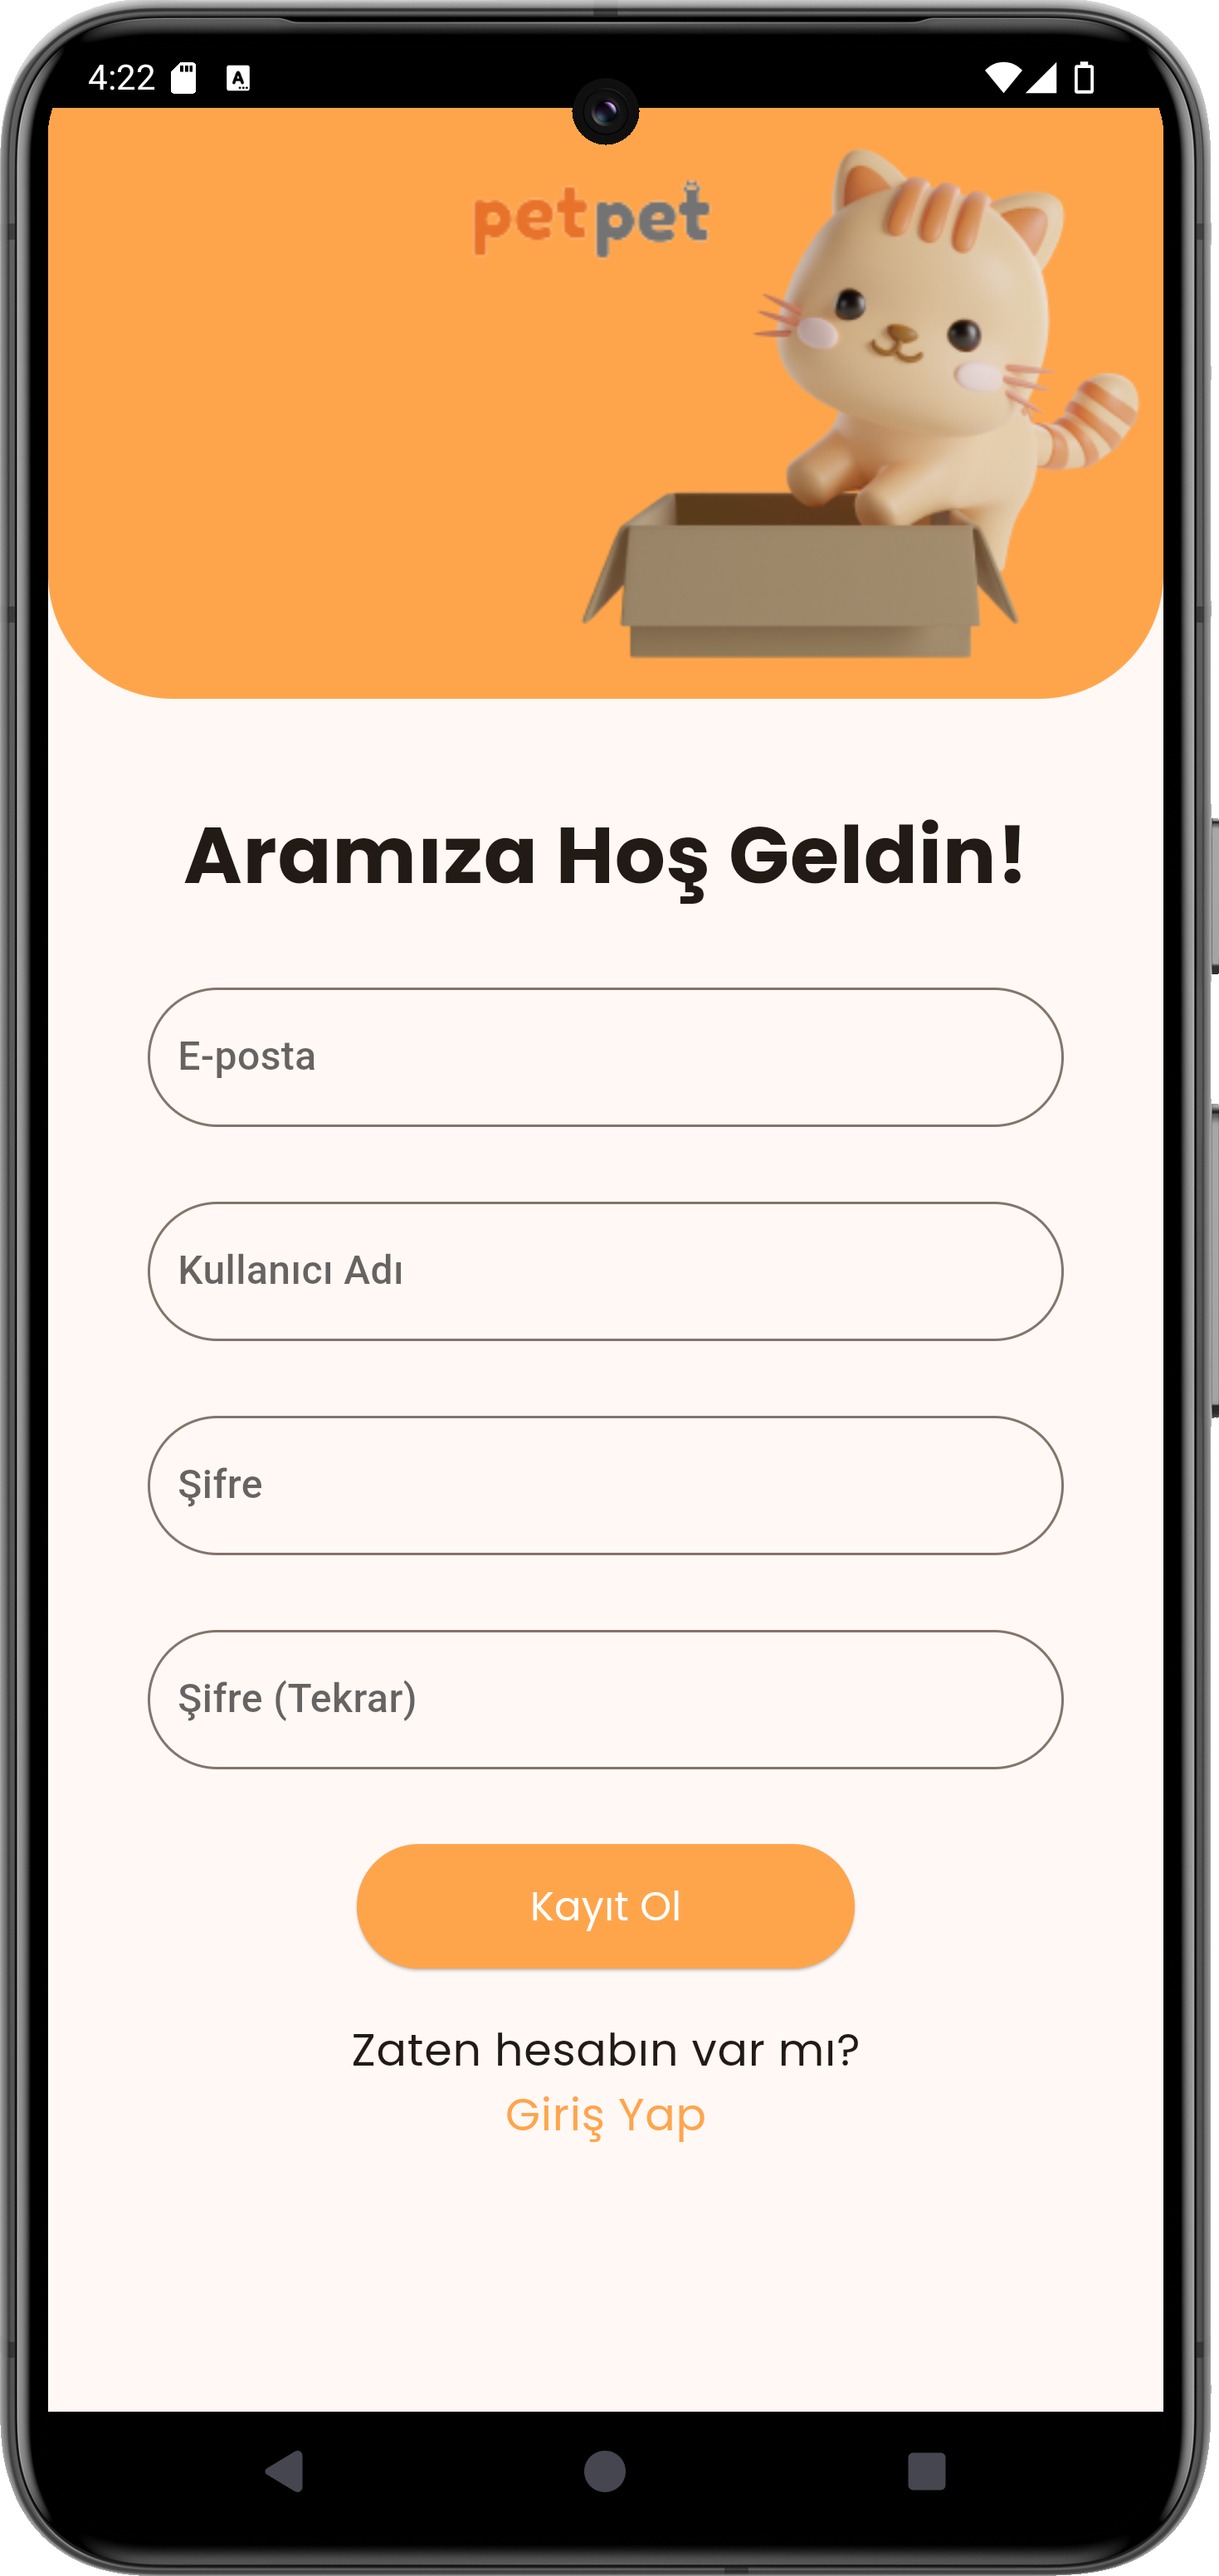 4:22
petpet
Aramıza Hoş Geldin!
E-posta
Kullanıcı Adı
Şifre
Şifre (Tekrar)
Kayıt Ol
Zaten hesabın var mı?
Giriş Yap